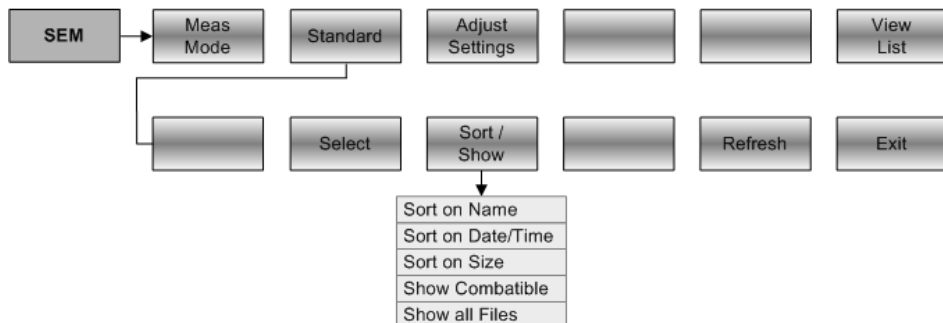 SEM
Meas
Mode
Standard
Adjust
Settings
View
List
Select
Sort /
Show
Refresh
Exit
Sort on Name
Sort on Date/Time
Sort on Size
Show Combatible
Show all Files